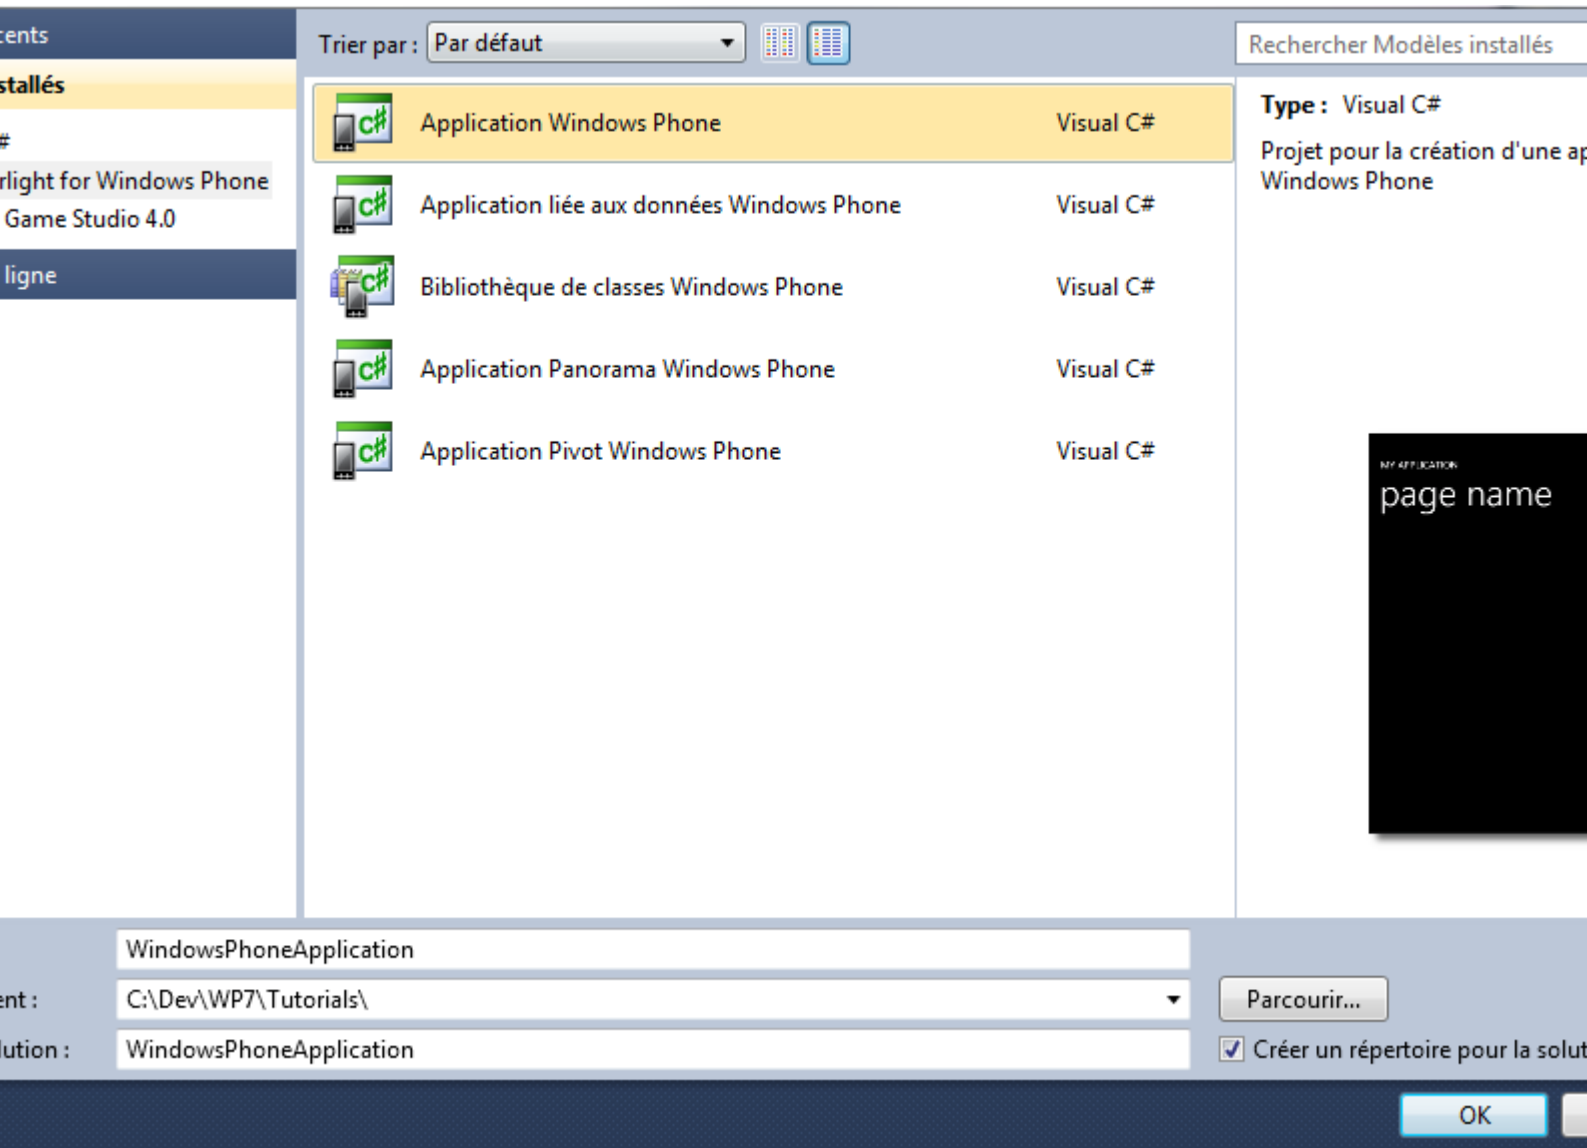 cents
Trier par : Par défaut
Rechercher Modèles installés
stallés
#
rlight for Windows Phone
Game Studio 4.0
ligne
C# Application Windows Phone Visual C#
C# Application liée aux données Windows Phone Visual C#
C# Bibliothèque de classes Windows Phone Visual C#
C# Application Panorama Windows Phone Visual C#
C# Application Pivot Windows Phone Visual C#
Type : Visual C#
Projet pour la création d'une ap
Windows Phone
MY APPLICATION
page name
WindowsPhoneApplication
ent : C:\Dev\WP7\Tutorials\ Parcourir...
lution : WindowsPhoneApplication Créer un répertoire pour la solut
OK